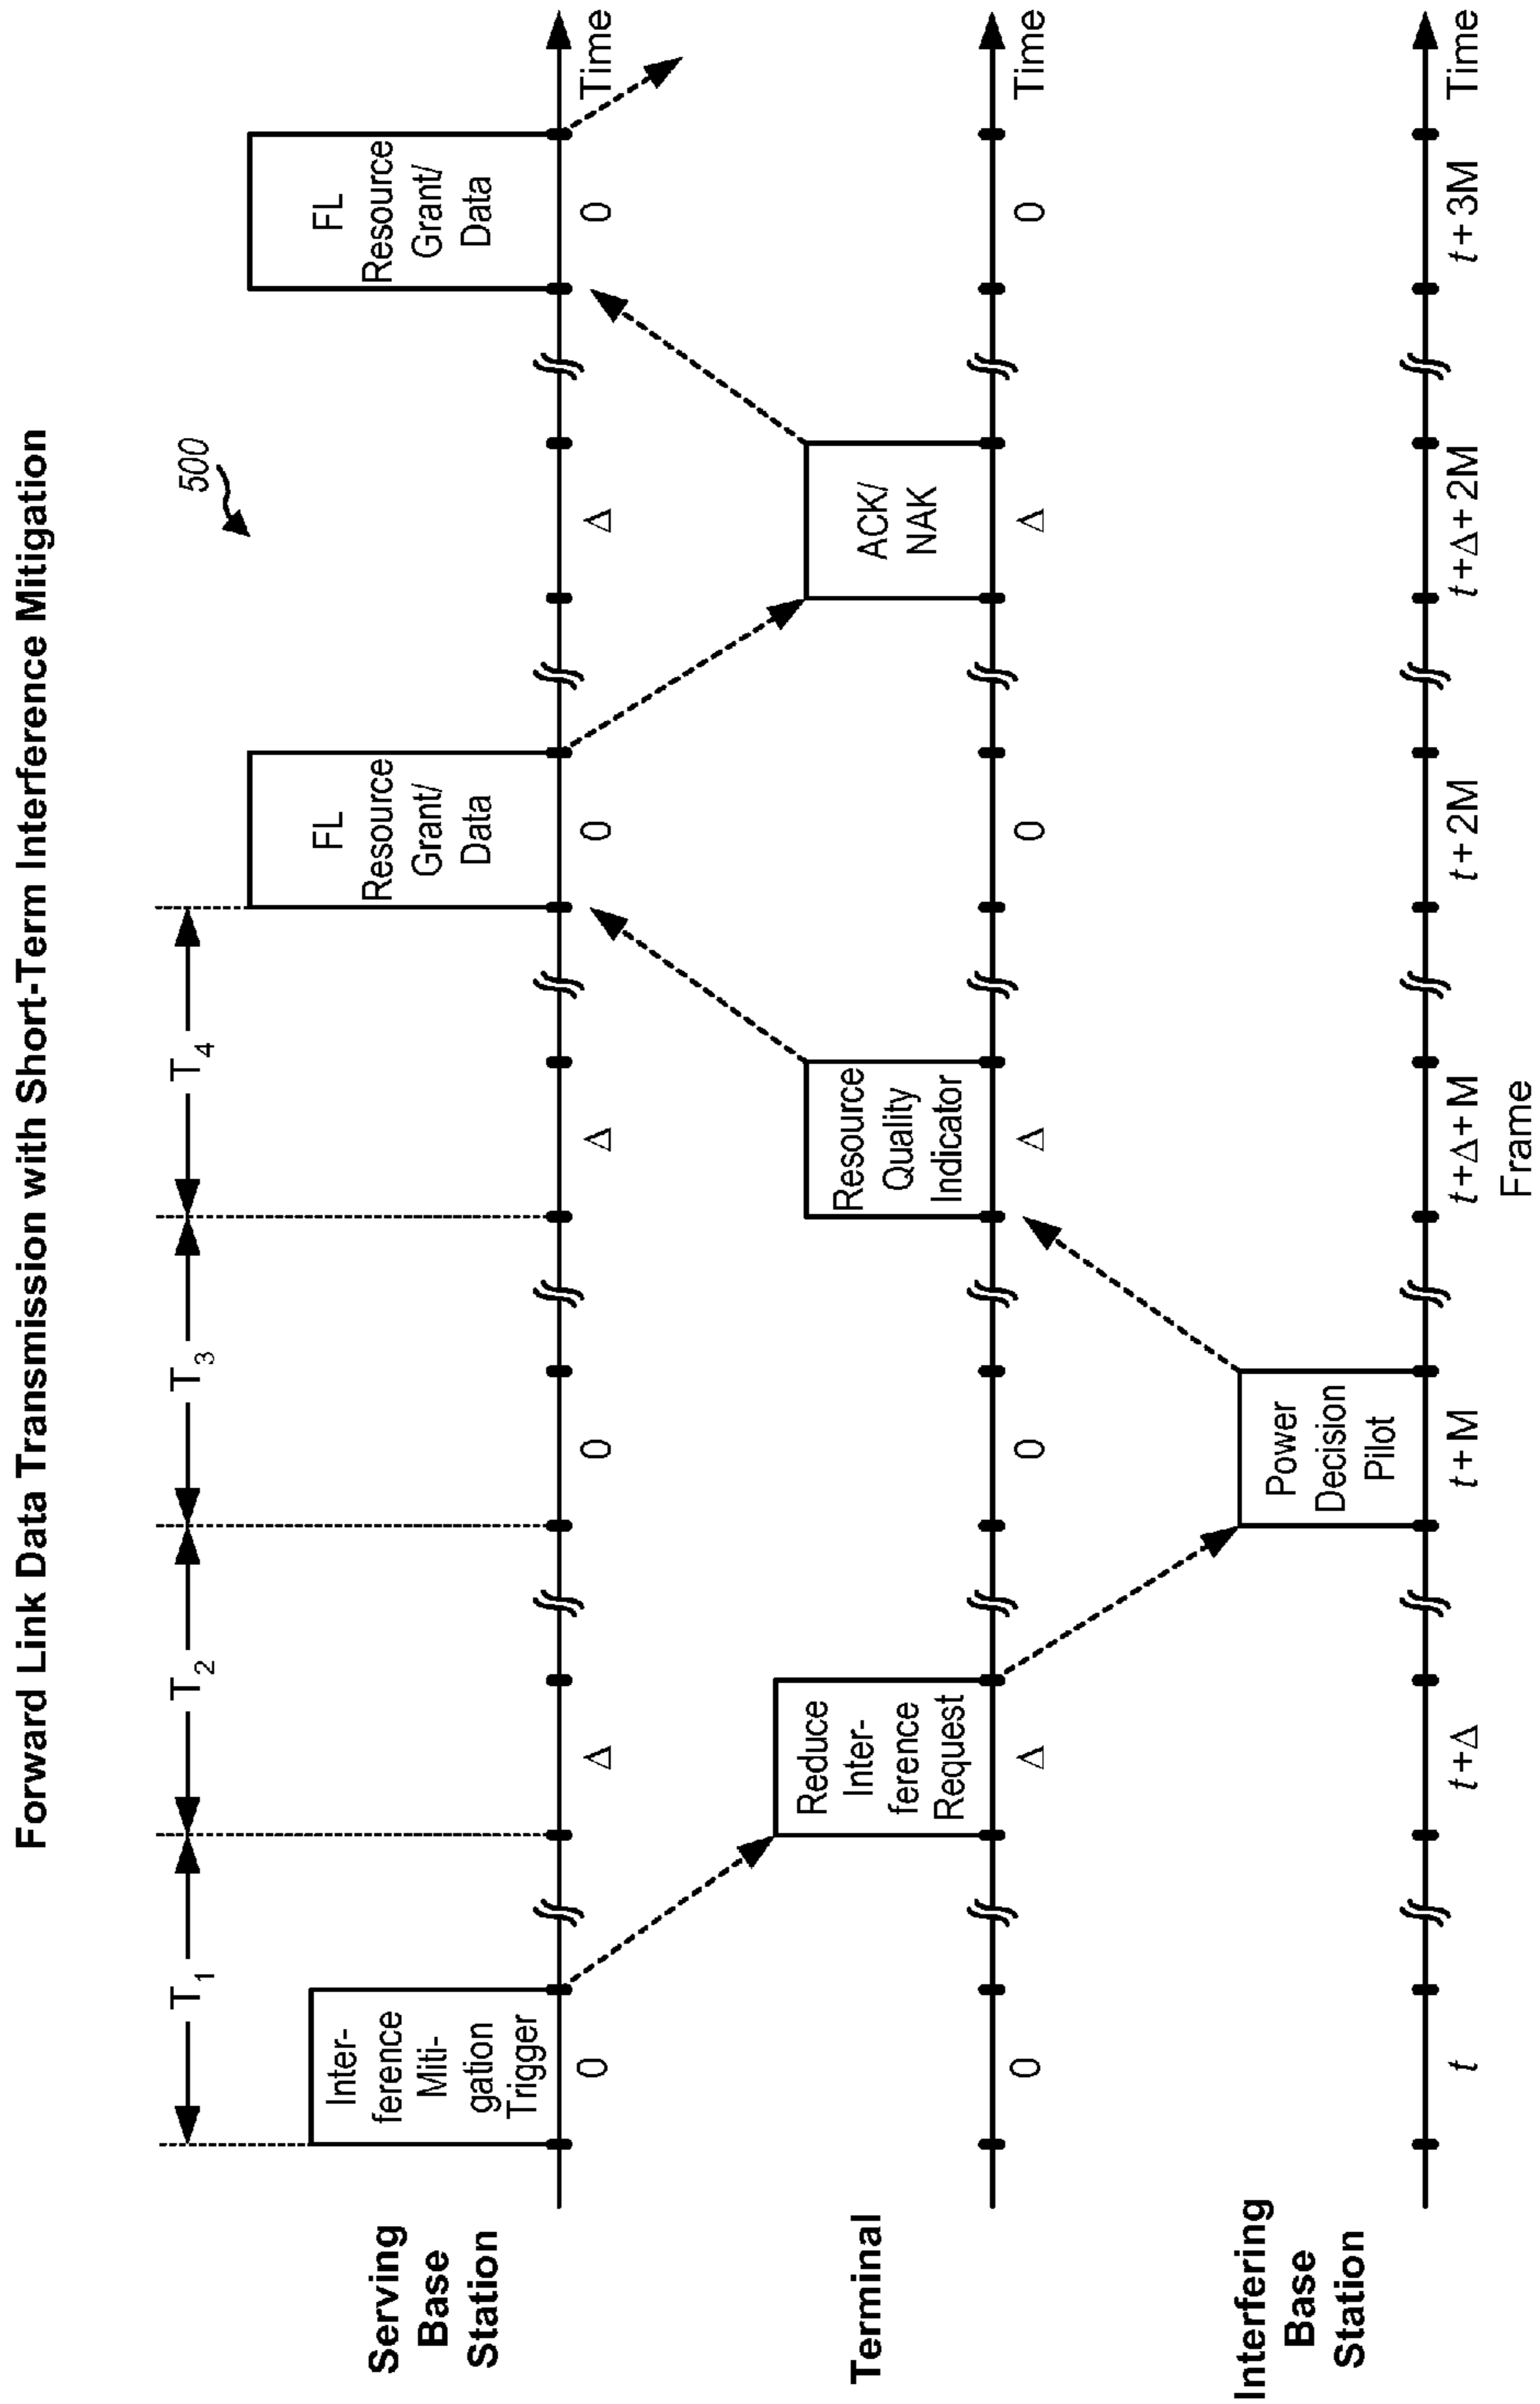 Forward Link Data Transmission with Short-Term Interference Mitigation
500
T1
T2
T3
T4
Serving
Base
Station
Inter-
ference
Miti-
gation
Trigger
FL
Resource
Grant/
Data
FL
Resource
Grant/
Data
0
Δ
0
Δ
0
Δ
0
Time
Terminal
Reduce
Inter-
ference
Request
Resource
Quality
Indicator
ACK/
NAK
0
Δ
0
Δ
0
Δ
0
Time
Interfering
Base
Station
Power
Decision
Pilot
t
t+Δ
t+M
t+Δ+M
t+2M
t+Δ+2M
t+3M
Time
Frame